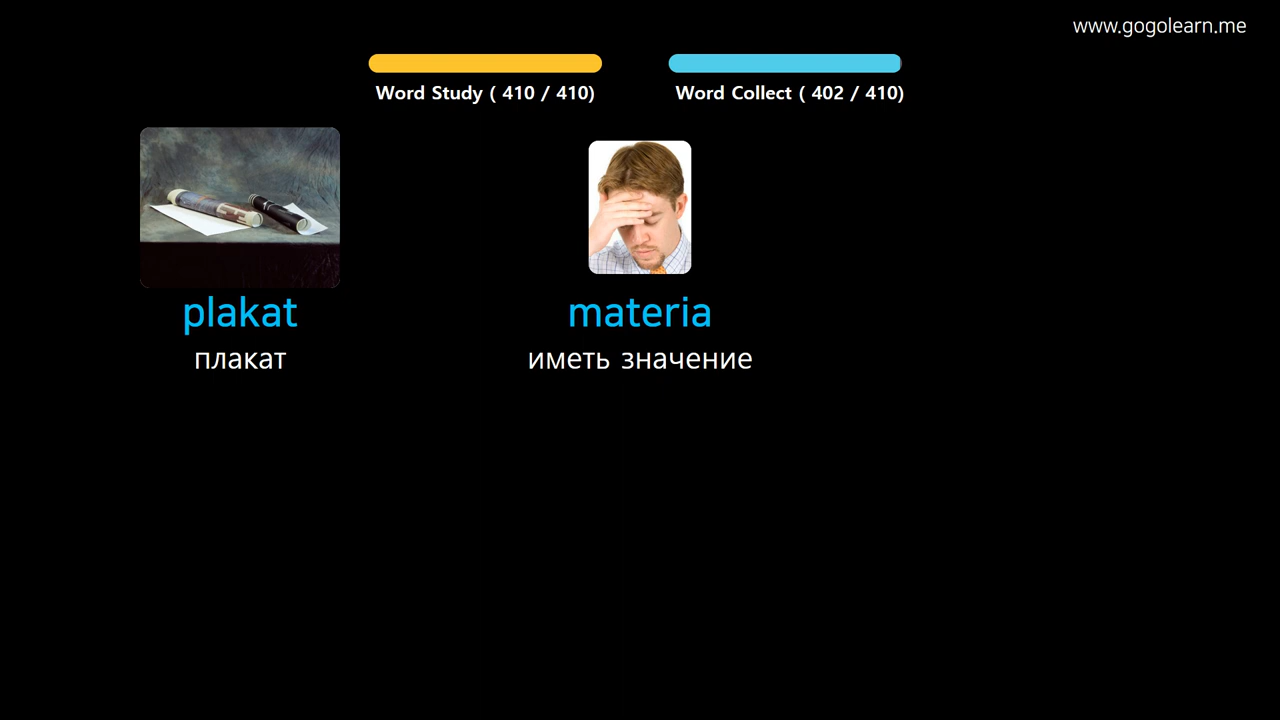 www.gogolearn.me
Word Study ( 410 / 410)
Word Collect ( 402 / 410)
plakat
плакат
materia
иметь значение